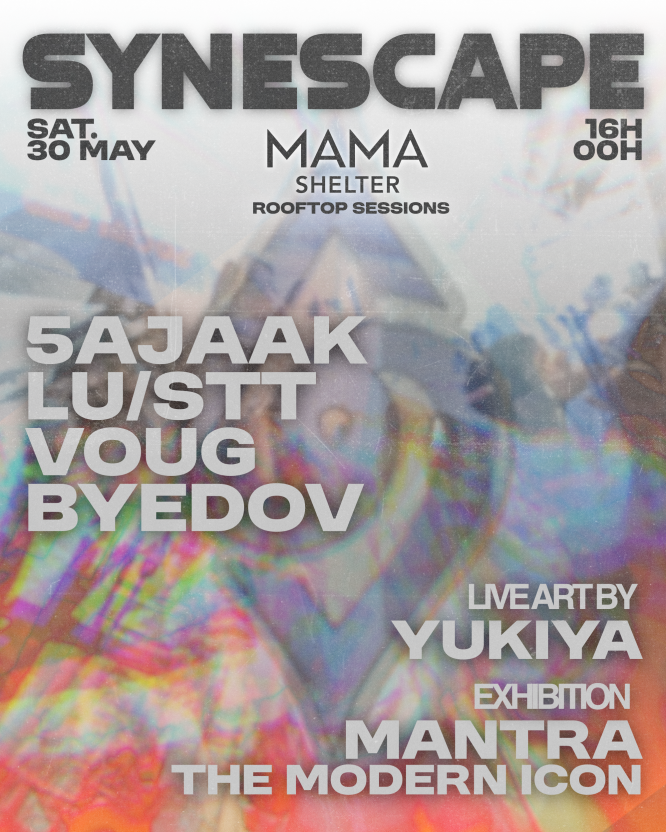 SYNESCAPE
SAT.
30 MAY
16H
00H
MAMA
SHELTER
ROOFTOP SESSIONS
5AJAAK
LU/STT
VOUG
BYEDOV
LIVE ART BY
YUKIYA
EXHIBITION
MANTRA
THE MODERN ICON